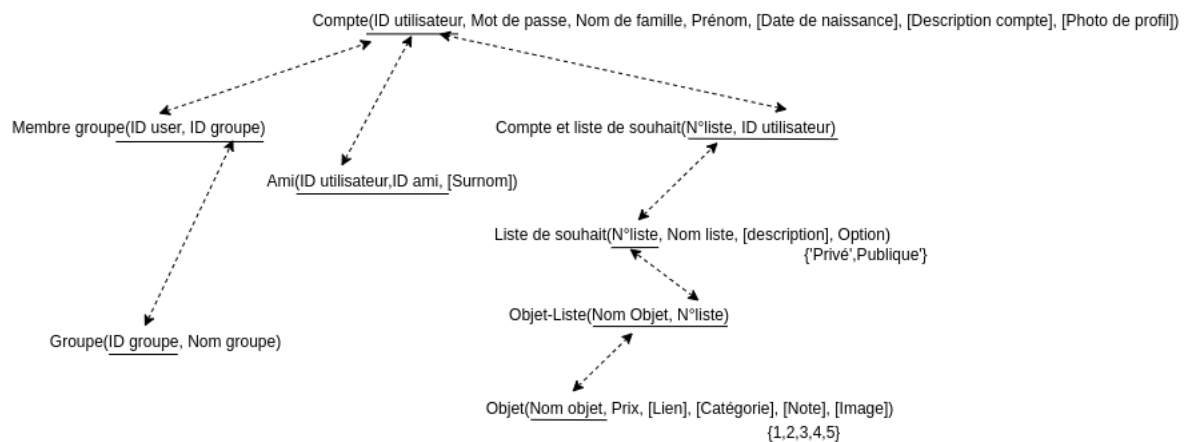 Compte(ID utilisateur, Mot de passe, Nom de famille, Prénom, [Date de naissance], [Description compte], [Photo de profil])
Membre groupe(ID user, ID groupe)
Compte et liste de souhait(N°liste, ID utilisateur)
Ami(ID utilisateur,ID ami, [Surnom])
Liste de souhait(N°liste, Nom liste, [description], Option)
{'Privé',Publique'}
Objet-Liste(Nom Objet, N°liste)
Groupe(ID groupe, Nom groupe)
Objet(Nom objet, Prix, [Lien], [Catégorie], [Note], [Image])
{1,2,3,4,5}